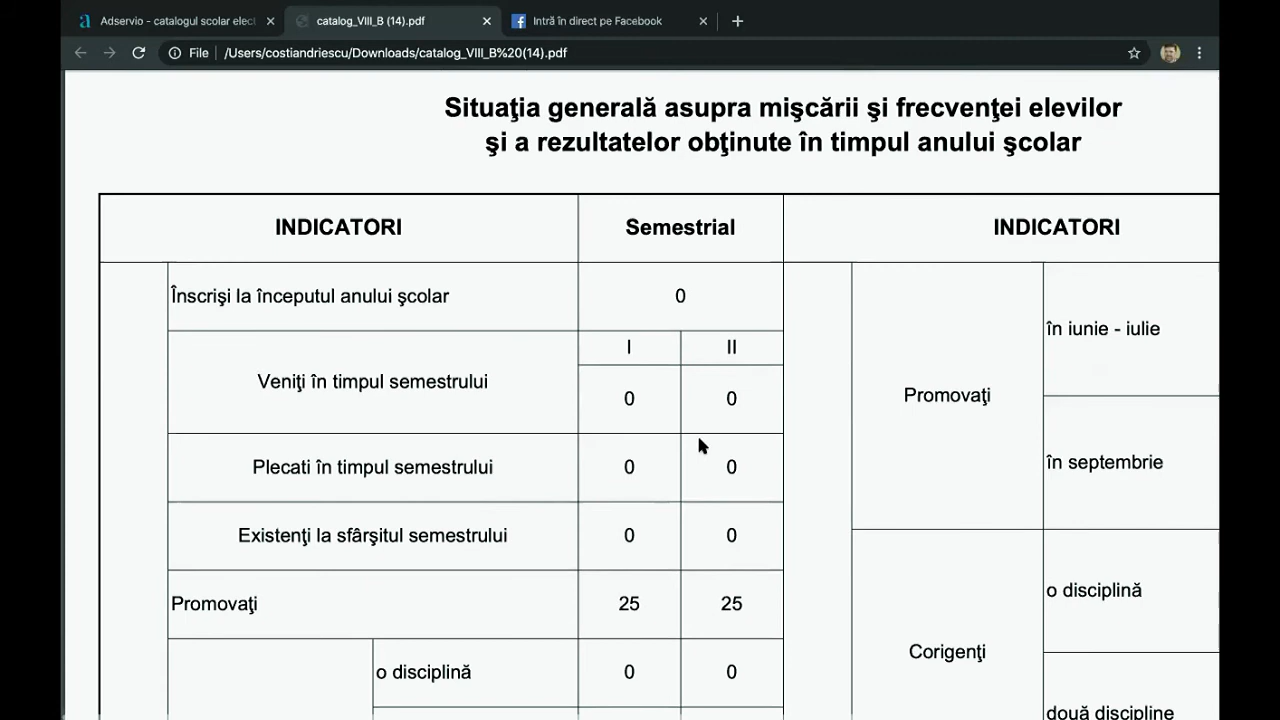 Adservio - catalogul scolar elect
catalog_VIII_B (14).pdf
Intră în direct pe Facebook
File
/Users/costiandriescu/Downloads/catalog_VIII_B%20(14).pdf
Situaţia generală asupra mişcării şi frecvenţei elevilor
şi a rezultatelor obţinute în timpul anului şcolar
INDICATORI
Semestrial
INDICATORI
Înscrişi la începutul anului şcolar
0
Veniţi în timpul semestrului
I
II
0
0
Plecati în timpul semestrului
0
0
Existenţi la sfârşitul semestrului
0
0
Promovaţi
25
25
o disciplină
0
0
Promovaţi
în iunie - iulie
în septembrie
Corigenţi
o disciplină
două discipline